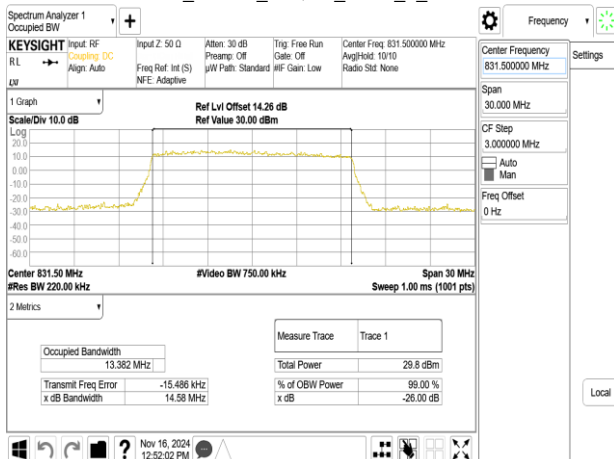 Spectrum Analyzer 1
Occupied BW
+
Frequency
KEYSIGHT
RL
Input: RF
Coupling: DC
Align: Auto
Input Z: 50 Ω
Freq Ref: Int (S)
NFE: Adaptive
Atten: 30 dB
Preamp: Off
µW Path: Standard
Trig: Free Run
Gate: Off
#IF Gain: Low
Center Freq: 831.500000 MHz
Avg|Hold: 10/10
Radio Std: None
Center Frequency
831.500000 MHz
Settings
Span
30.000 MHz
CF Step
3.000000 MHz
Auto
Man
Freq Offset
0 Hz
1 Graph
Scale/Div 10.0 dB
Ref Lvl Offset 14.26 dB
Ref Value 30.00 dBm
Log
20.0
10.0
0.00
-10.0
-20.0
-30.0
-40.0
-50.0
-60.0
Center 831.50 MHz
#Res BW 220.00 kHz
#Video BW 750.00 kHz
Span 30 MHz
Sweep 1.00 ms (1001 pts)
2 Metrics
Measure Trace Trace 1
Occupied Bandwidth
13.382 MHz
Total Power 29.8 dBm
Transmit Freq Error -15.486 kHz
% of OBW Power 99.00 %
x dB Bandwidth 14.58 MHz
x dB -26.00 dB
Local
?
Nov 16, 2024
12:52:02 PM